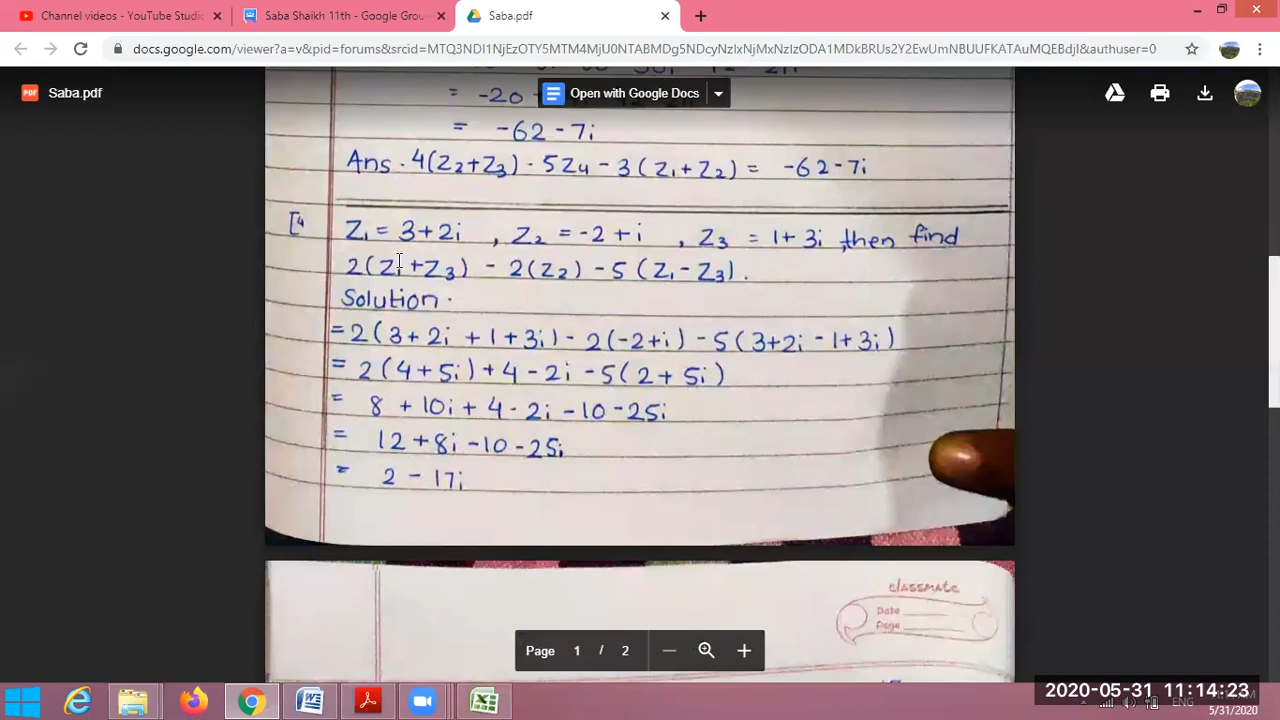 Channel videos - YouTube Studio
Saba Shaikh 11th - Google Grou
Saba.pdf
docs.google.com/viewer?a=v&pid=forums&srcid=MTQ3NDI1NjEzOTY5MTM4MjU0NTABMDg5NDcyNzIxNjMxNzIzODA1MDkBRUs2Y2EwUmNBUUFKATAuMQEBdjI&authuser=0
Saba.pdf
Open with Google Docs
= -20
= -62 - 7i
Ans. 4(Z2+Z3) - 5Z4 - 3(Z1+Z2) = -62-7i
[4 Z1 = 3+2i , Z2 = -2+i , Z3 = 1+3i, then find
2(Z1+Z3) - 2(Z2) - 5(Z1-Z3).
Solution.
= 2(3+2i +1+3i) - 2(-2+i) - 5(3+2i - 1+3i)
= 2(4+5i) + 4 - 2i - 5(2+5i)
= 8 + 10i + 4 - 2i - 10 - 25i
= 12 + 8i - 10 - 25i
= 2 - 17i
classmate
Date
Page
Page 1 / 2
2020-05-31 11:14:23
ENG
5/31/2020